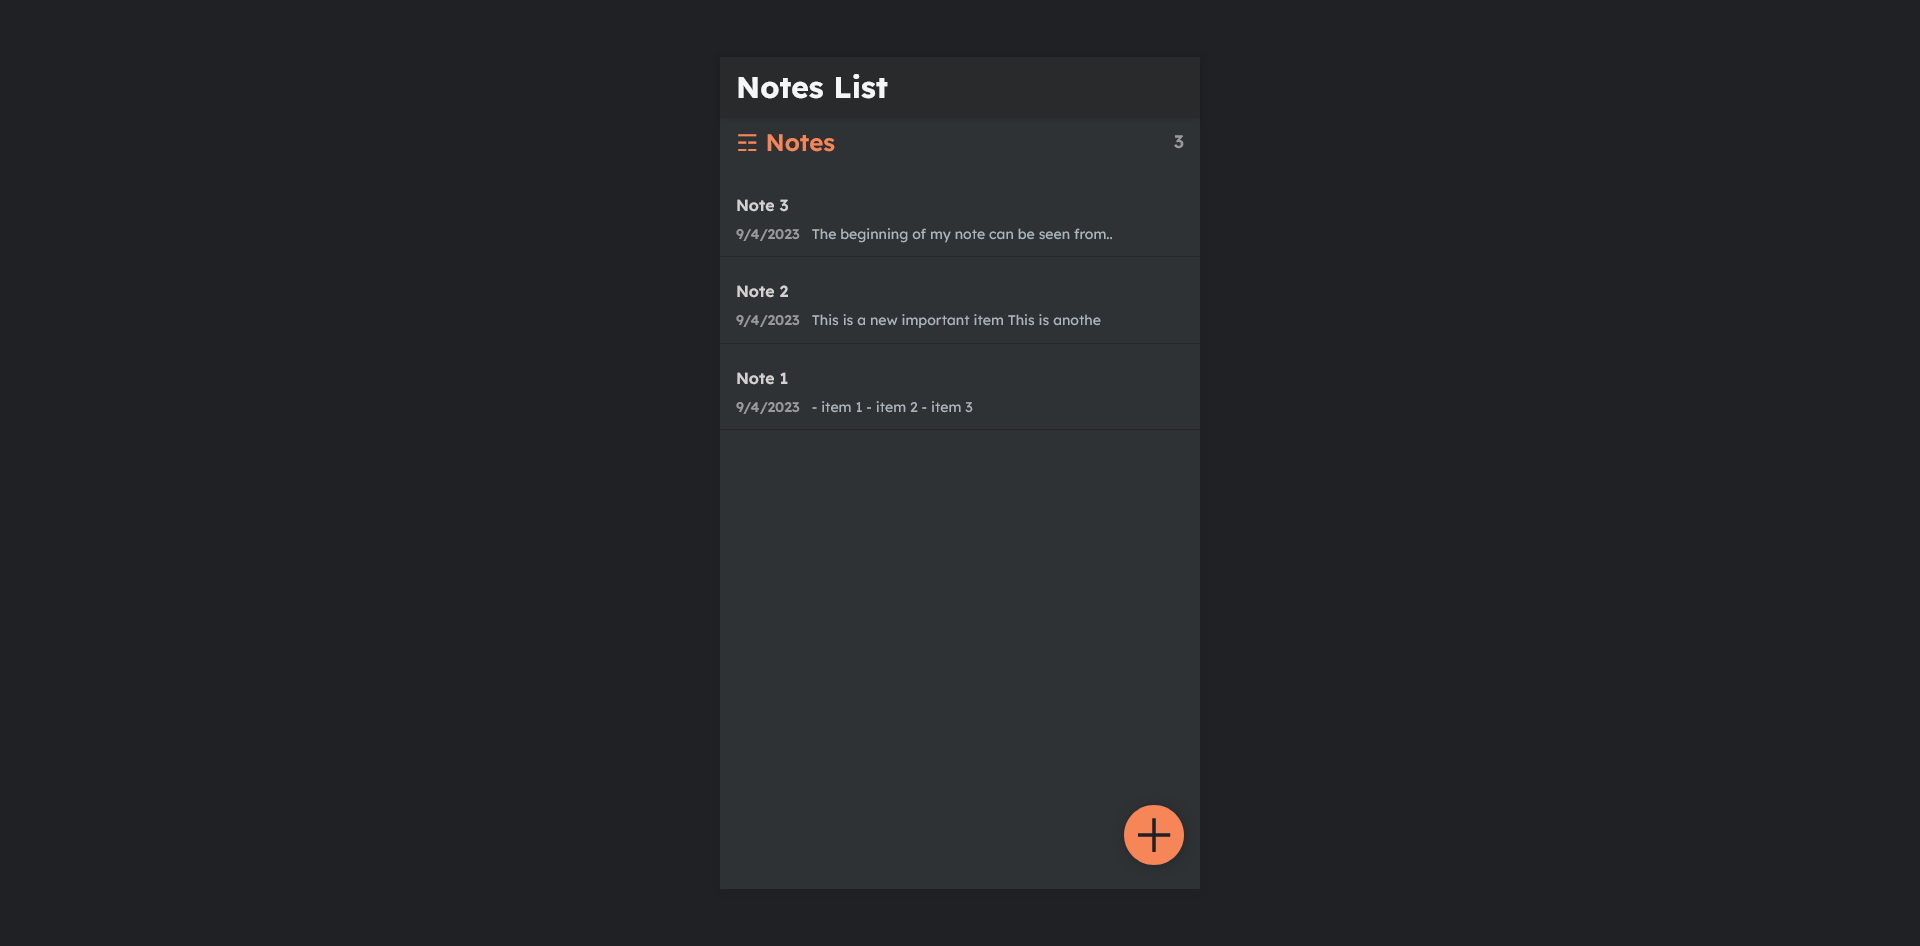 Notes List
Notes 3
Note 3
9/4/2023 The beginning of my note can be seen from..
Note 2
9/4/2023 This is a new important item This is anothe
Note 1
9/4/2023 - item 1 - item 2 - item 3